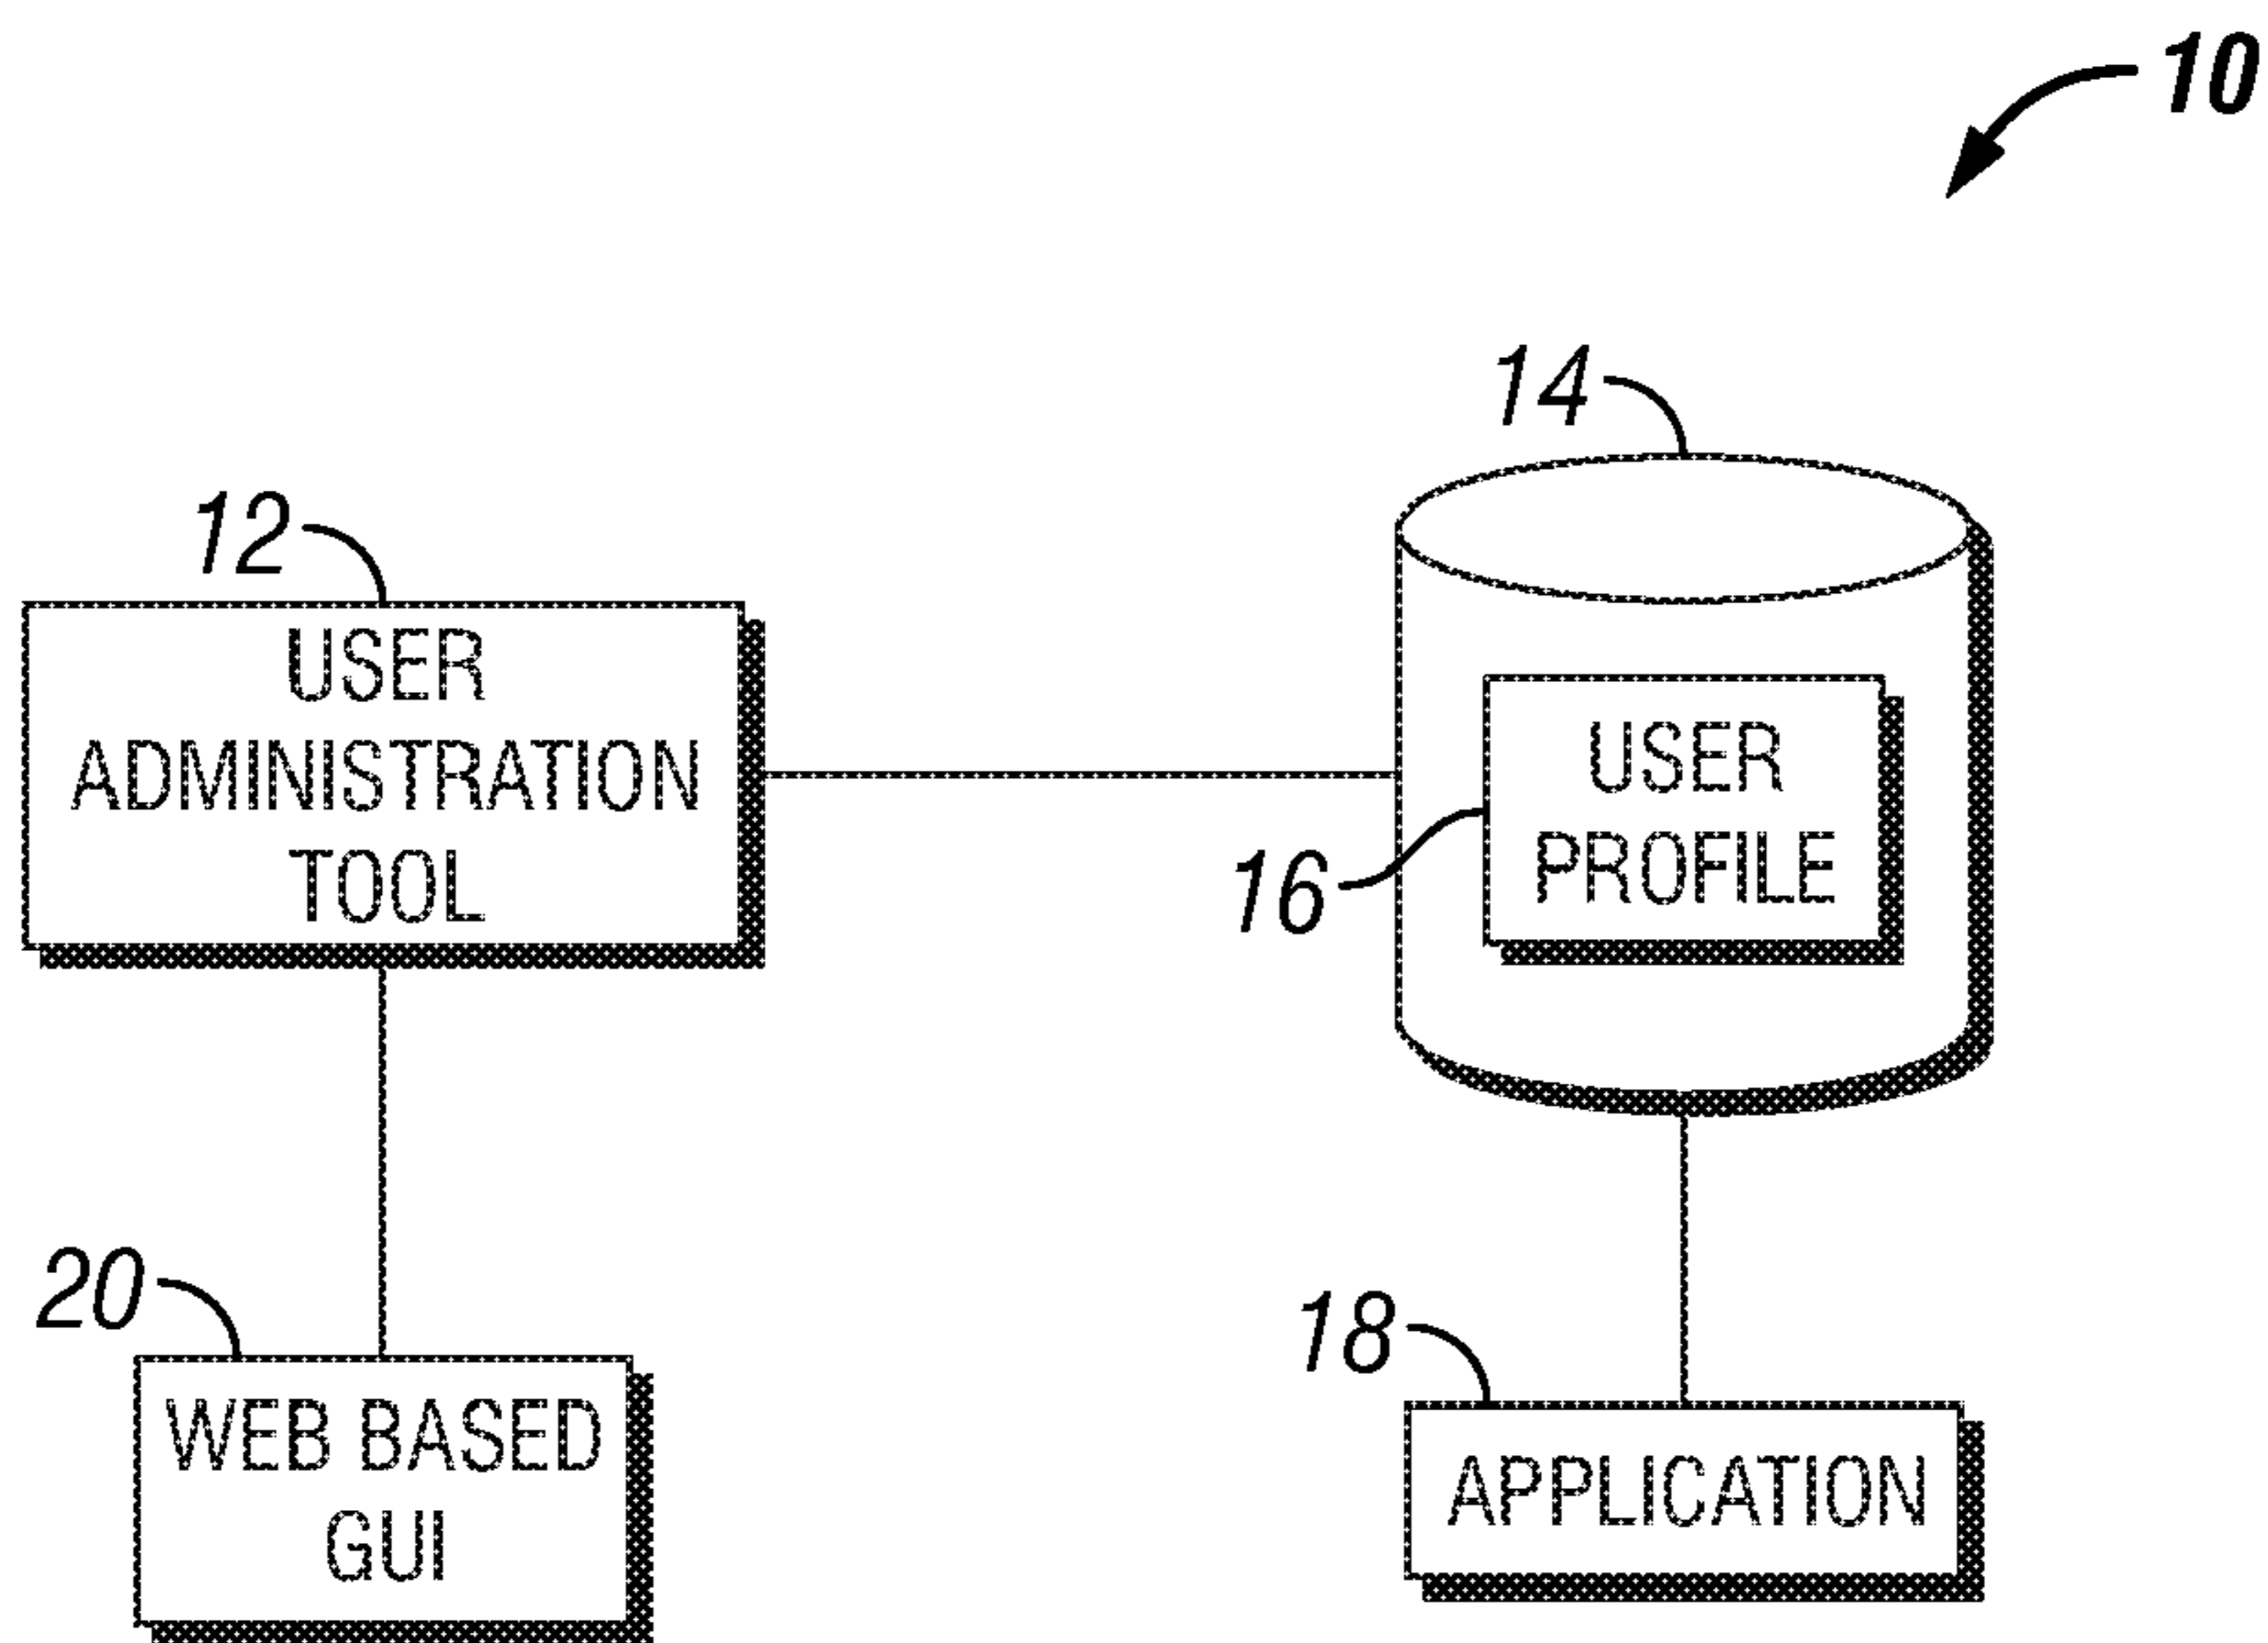 10
14
12
USER
ADMINISTRATION
TOOL
USER
PROFILE
16
20
WEB BASED
GUI
18
APPLICATION